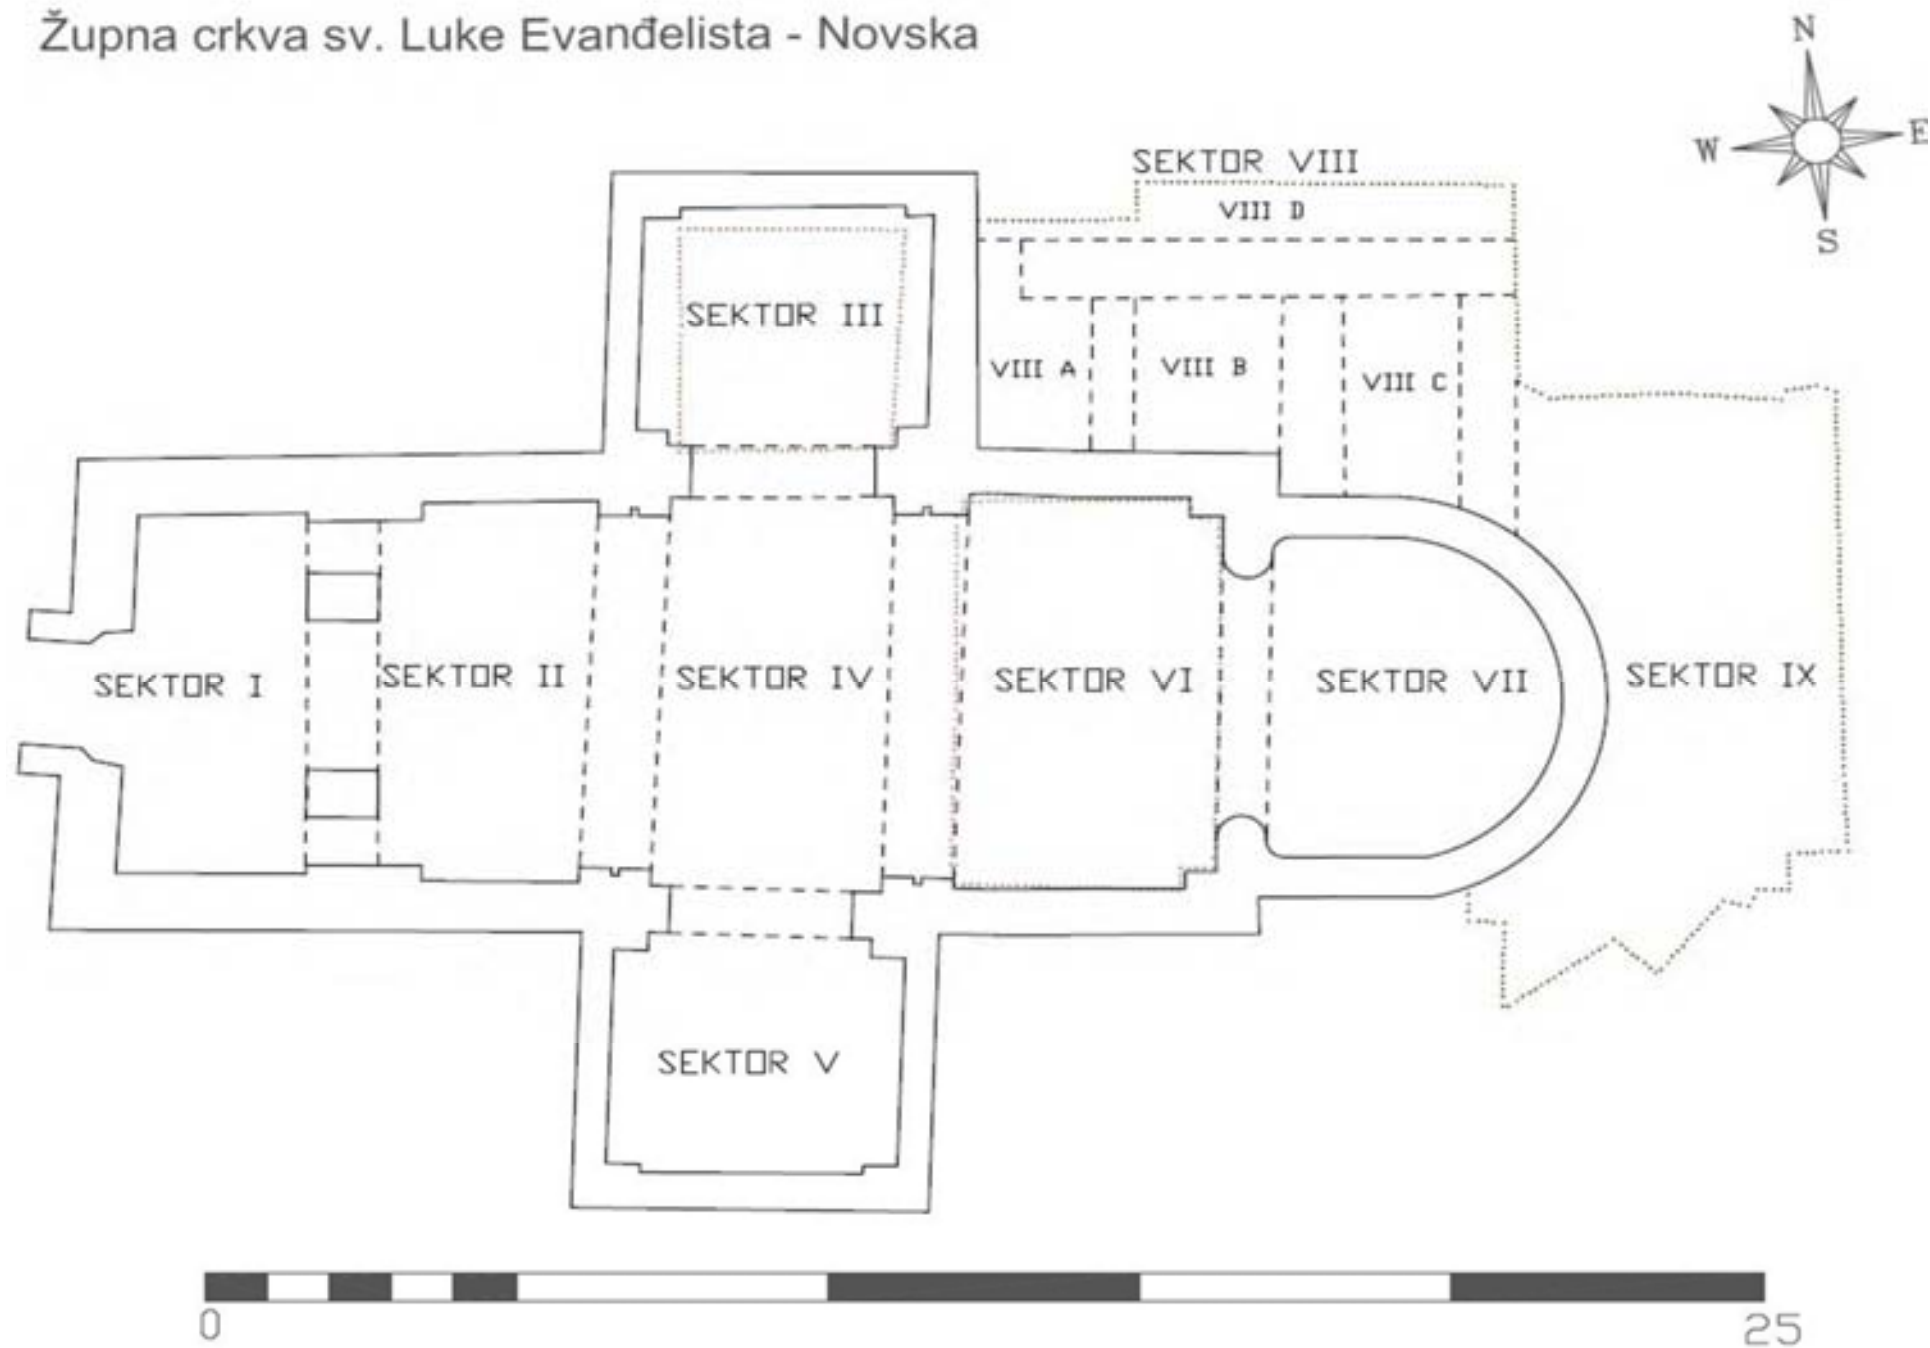 Župna crkva sv. Luke Evanđelista - Novska
N
W
E
S
SEKTOR VIII
VIII D
SEKTOR III
VIII A
VIII B
VIII C
SEKTOR I
SEKTOR II
SEKTOR IV
SEKTOR VI
SEKTOR VII
SEKTOR IX
SEKTOR V
0
25